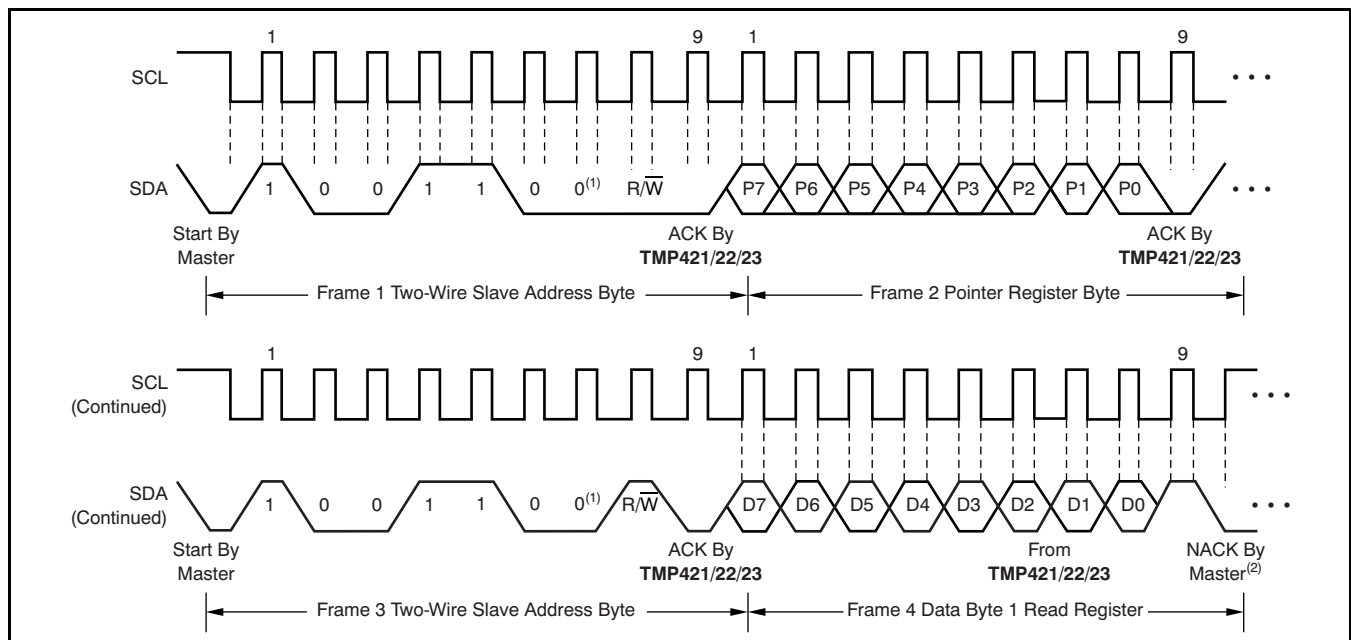 1 9 1 9
SCL
• • •
SDA 1 0 0 1 1 0 0(1) R/W̅ P7 P6 P5 P4 P3 P2 P1 P0 • • •
Start By Master
ACK By TMP421/22/23
ACK By TMP421/22/23
Frame 1 Two-Wire Slave Address Byte
Frame 2 Pointer Register Byte
1 9 1 9
SCL
(Continued)
• • •
SDA
(Continued)
1 0 0 1 1 0 0(1) R/W̅ D7 D6 D5 D4 D3 D2 D1 D0 • • •
Start By Master
ACK By TMP421/22/23
From TMP421/22/23
NACK By Master(2)
Frame 3 Two-Wire Slave Address Byte
Frame 4 Data Byte 1 Read Register